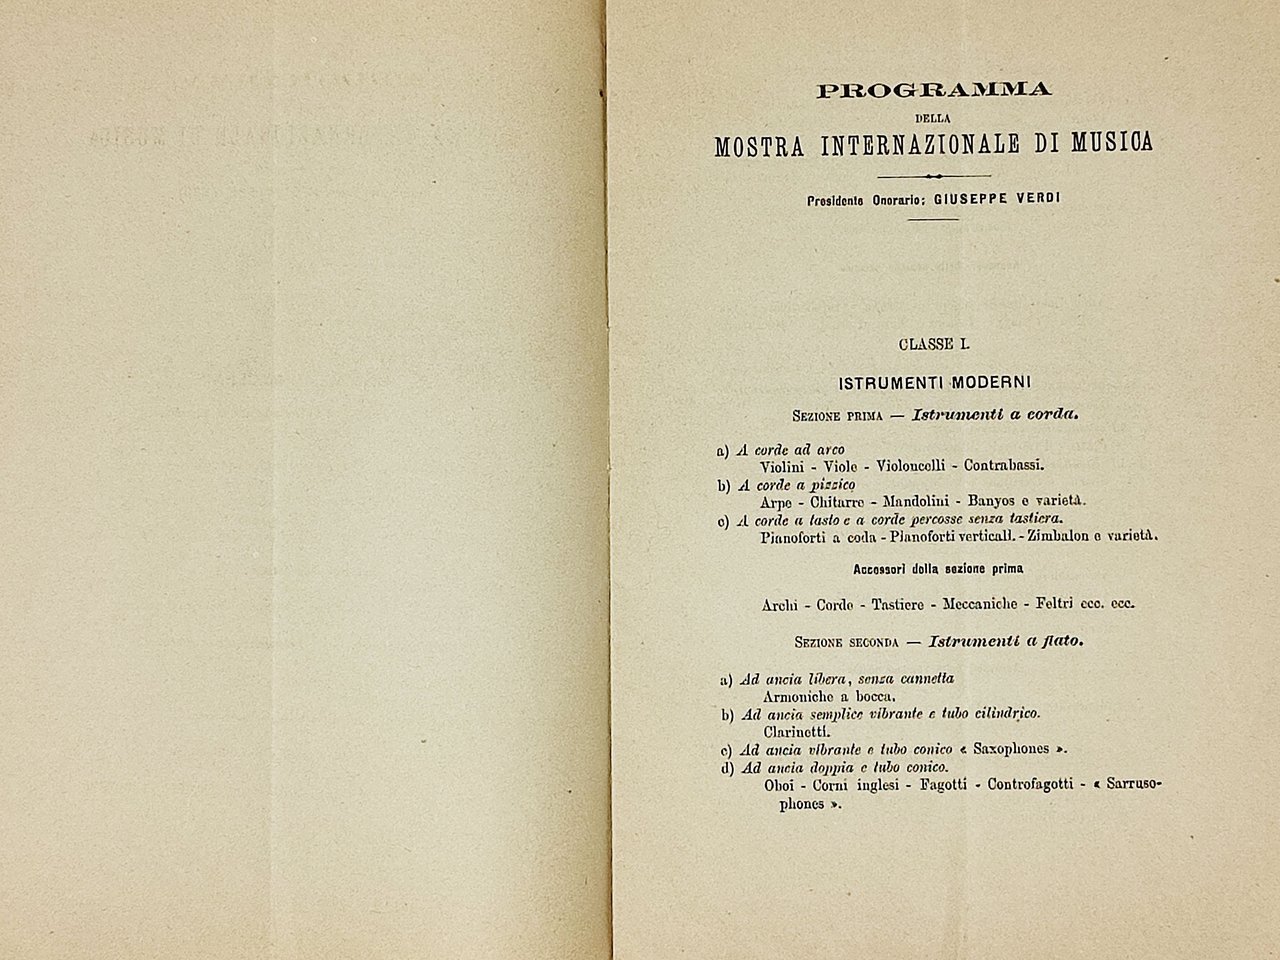 PROGRAMMA
DELLA
MOSTRA INTERNAZIONALE DI MUSICA
Presidente Onorario: GIUSEPPE VERDI
CLASSE I.
ISTRUMENTI MODERNI
SEZIONE PRIMA — Istrumenti a corda.
a) A corde ad arco
Violini - Viole - Violoncelli - Contrabassi.
b) A corde a pizzico
Arpe - Chitarre - Mandolini - Banyos e varietà.
c) A corde a tasto e a corde percosse senza tastiera.
Pianoforti a coda - Pianoforti verticali. - Zimbalon e varietà.
Accessori della sezione prima
Archi - Corde - Tastiere - Meccaniche - Feltri ecc. ecc.
SEZIONE SECONDA — Istrumenti a fiato.
a) Ad ancia libera, senza cannetta
Armoniche a bocca.
b) Ad ancia semplice vibrante e tubo cilindrico.
Clarinetti.
c) Ad ancia vibrante e tubo conico « Saxophones ».
d) Ad ancia doppia e tubo conico.
Oboi - Corni inglesi - Fagotti - Controfagotti - « Sarruso-
phones ».